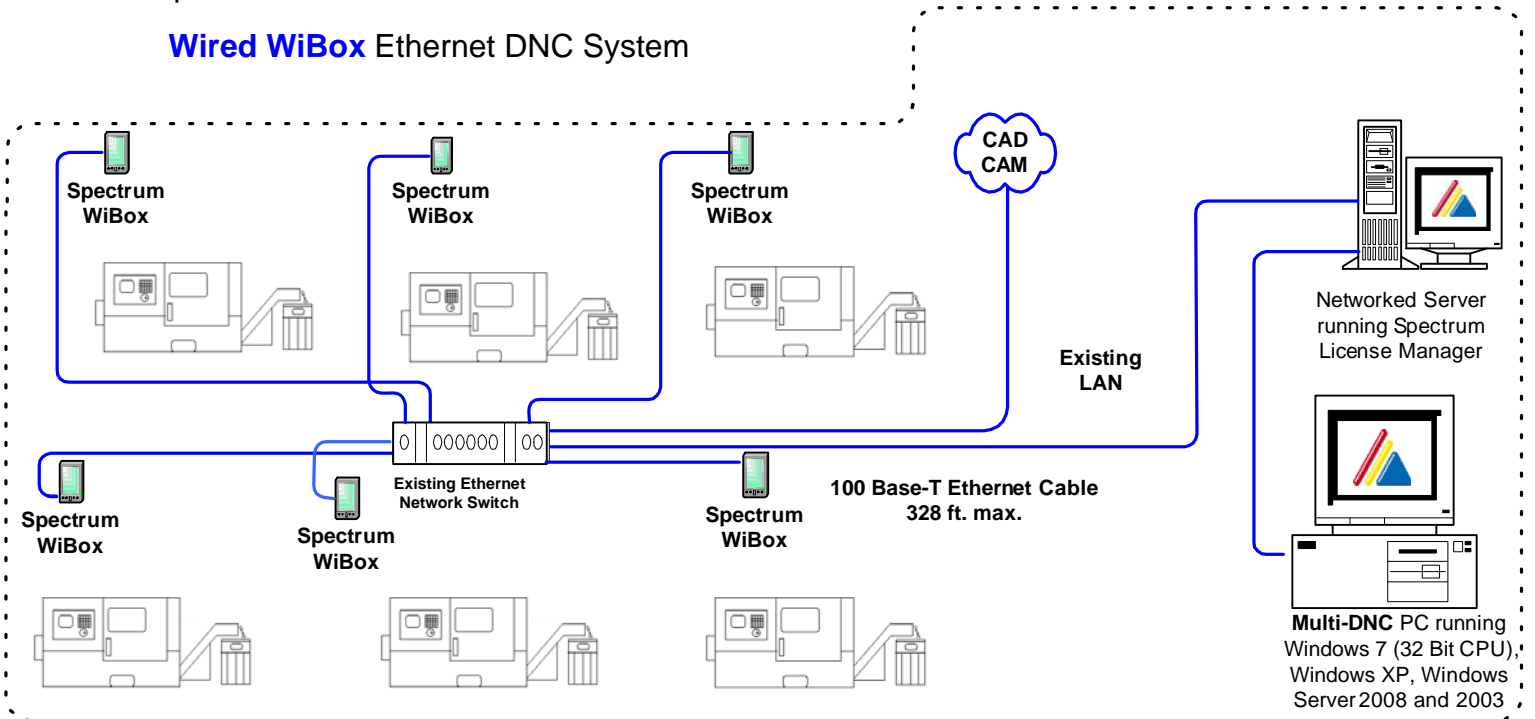 Wired WiBox Ethernet DNC System
CAD
CAM
Spectrum
WiBox
Spectrum
WiBox
Spectrum
WiBox
Networked Server
running Spectrum
License Manager
Existing
LAN
Existing Ethernet
Network Switch
100 Base-T Ethernet Cable
328 ft. max.
Spectrum
WiBox
Spectrum
WiBox
Spectrum
WiBox
Multi-DNC PC running
Windows 7 (32 Bit CPU),
Windows XP, Windows
Server 2008 and 2003